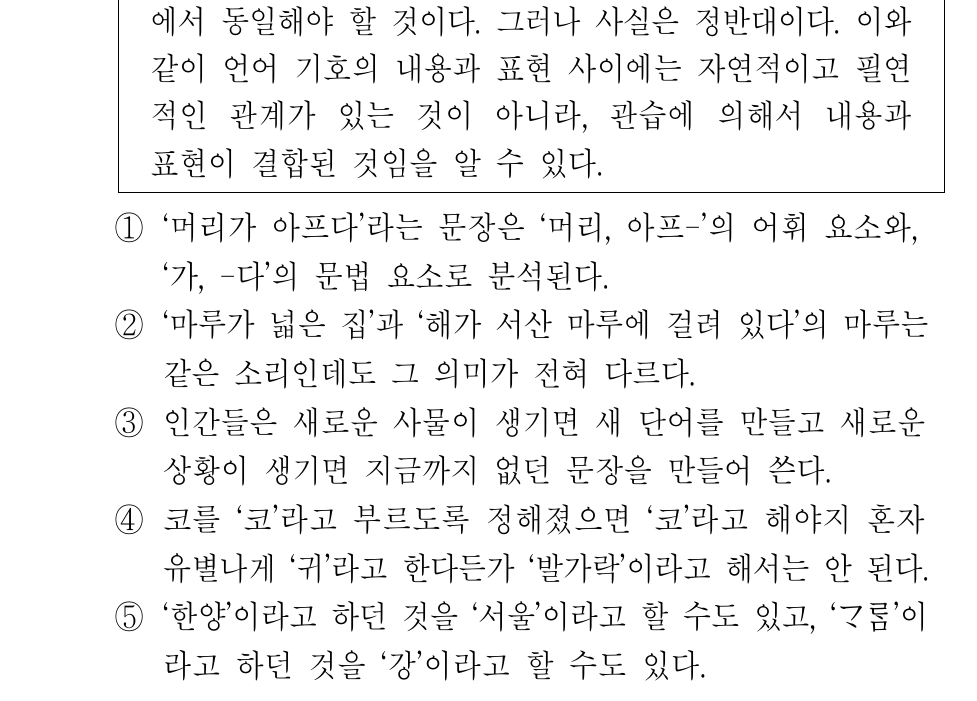 에서 동일해야 할 것이다. 그러나 사실은 정반대이다. 이와
같이 언어 기호의 내용과 표현 사이에는 자연적이고 필연
적인 관계가 있는 것이 아니라, 관습에 의해서 내용과
표현이 결합된 것임을 알 수 있다.
① ‘머리가 아프다’라는 문장은 ‘머리, 아프-’의 어휘 요소와,
‘가, -다’의 문법 요소로 분석된다.
② ‘마루가 넓은 집’과 ‘해가 서산 마루에 걸려 있다’의 마루는
같은 소리인데도 그 의미가 전혀 다르다.
③ 인간들은 새로운 사물이 생기면 새 단어를 만들고 새로운
상황이 생기면 지금까지 없던 문장을 만들어 쓴다.
④ 코를 ‘코’라고 부르도록 정해졌으면 ‘코’라고 해야지 혼자
유별나게 ‘귀’라고 한다든가 ‘발가락’이라고 해서는 안 된다.
⑤ ‘한양’이라고 하던 것을 ‘서울’이라고 할 수도 있고, ‘ᄀᆞ롬’이
라고 하던 것을 ‘강’이라고 할 수도 있다.